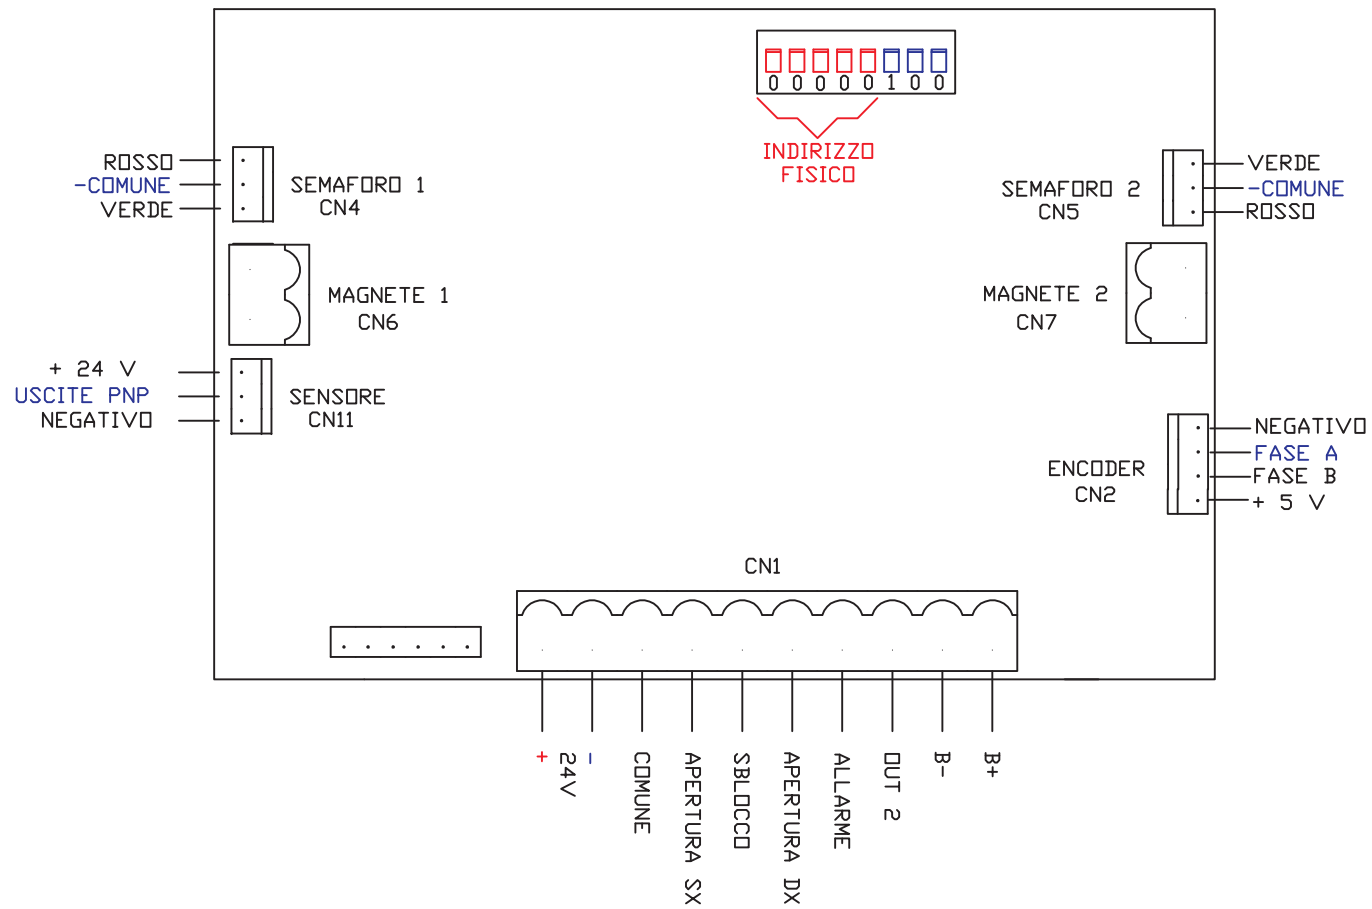 0 0 0 0 0 1 0 0
INDIRIZZO
FISICO
ROSSO
-COMUNE
VERDE
SEMAFORO 1
CN4
SEMAFORO 2
CN5
VERDE
-COMUNE
ROSSO
MAGNETE 1
CN6
MAGNETE 2
CN7
+ 24 V
USCITE PNP
NEGATIVO
SENSORE
CN11
ENCODER
CN2
NEGATIVO
FASE A
FASE B
+ 5 V
CN1
+
24V
-
COMUNE
APERTURA SX
SBLOCCO
APERTURA DX
ALLARME
OUT 2
B-
B+